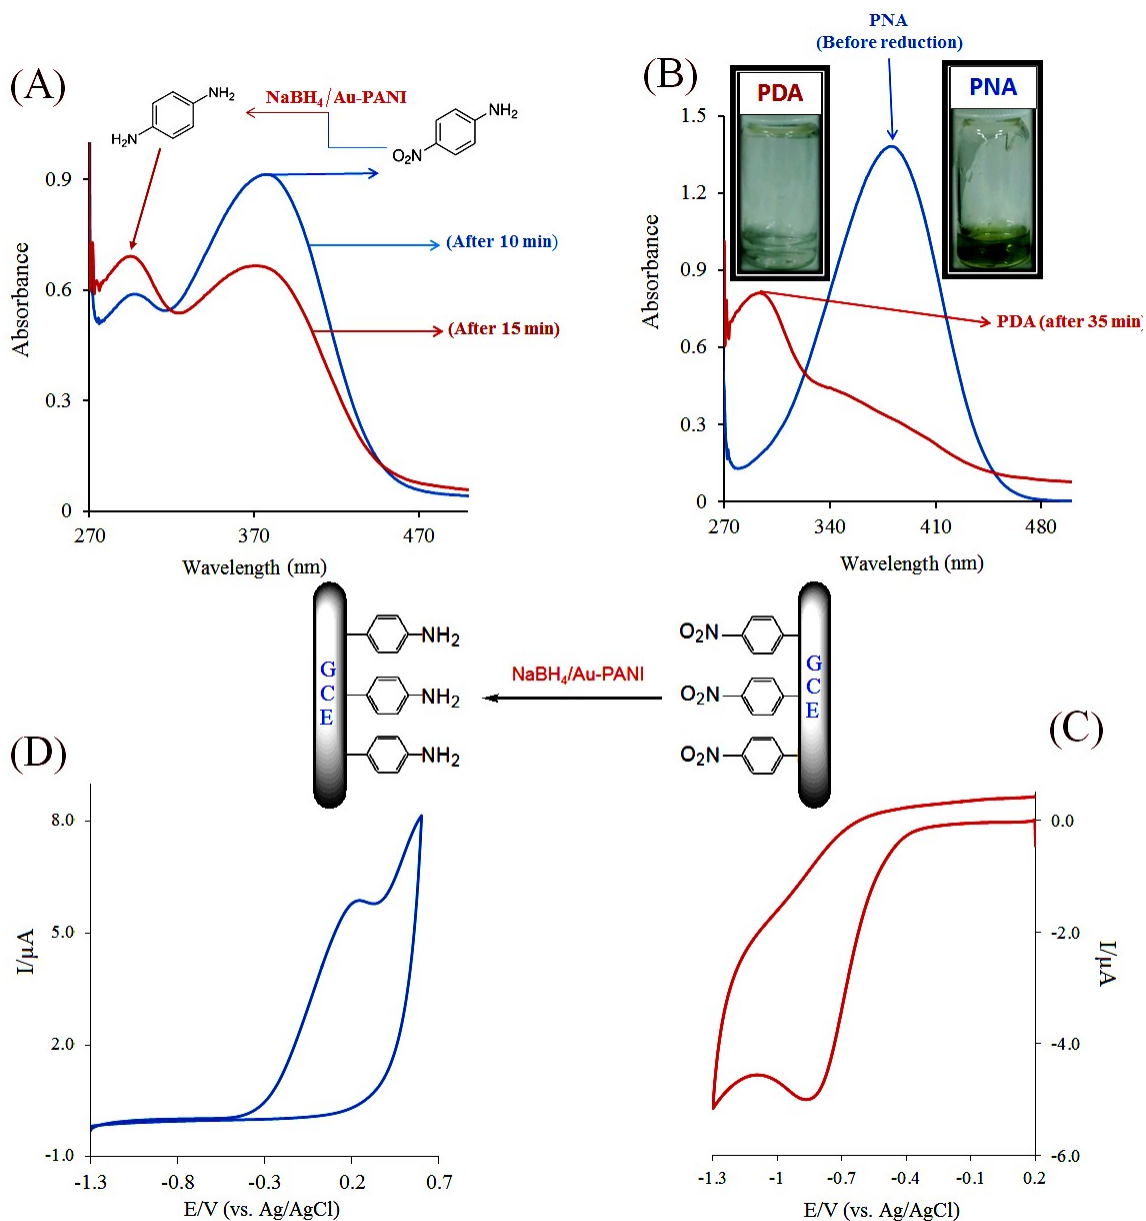 (A)
NH₂
H₂N
NaBH₄/Au-PANI
NH₂
O₂N
0.9
0.6
0.3
0
Absorbance
(After 10 min)
(After 15 min)
270
370
470
Wavelength (nm)
PNA
(Before reduction)
(B)
PDA
PNA
1.5
1.2
0.9
0.6
0.3
0
Absorbance
PDA (after 35 min)
270
340
410
480
Wavelength (nm)
G
C
E
NH2
NH2
NH2
NaBH₄/Au-PANI
O₂N
O₂N
O₂N
G
C
E
(D)
8.0
5.0
2.0
-1.0
I/µA
-1.3
-0.8
-0.3
0.2
0.7
E/V (vs. Ag/AgCl)
(C)
0.0
-2.0
-4.0
-6.0
I/µA
-1.3
-1
-0.7
-0.4
-0.1
0.2
E/V (vs. Ag/AgCl)